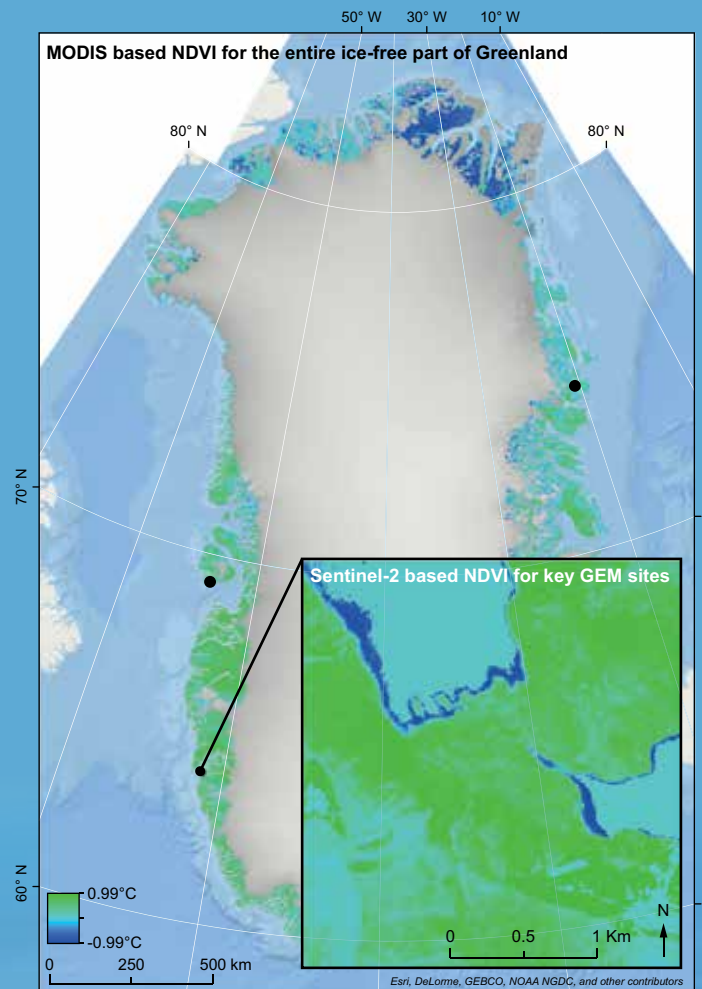 50° W 30° W 10° W
MODIS based NDVI for the entire ice-free part of Greenland
80° N 80° N
70° N
Sentinel-2 based NDVI for key GEM sites
60° N
0.99°C
-0.99°C
0 250 500 km
0 0.5 1 Km
N
Esri, DeLorme, GEBCO, NOAA NGDC, and other contributors